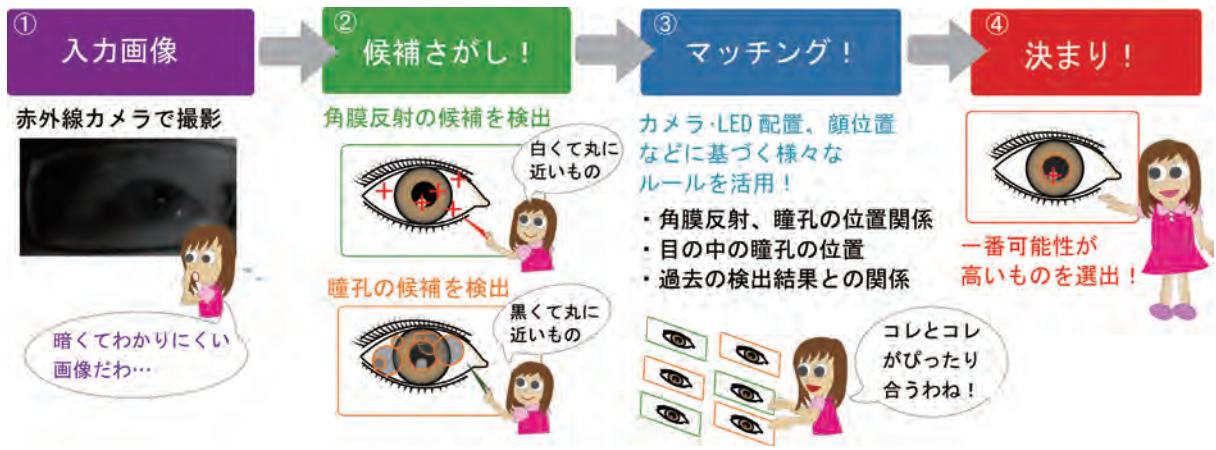 ①
入力画像
赤外線カメラで撮影
暗くてわかりにくい
画像だわ…
②
候補さがし！
角膜反射の候補を検出
白くて丸に
近いもの
瞳孔の候補を検出
黒くて丸に
近いもの
③
マッチング！
カメラ・LED 配置、顔位置
などに基づく様々な
ルールを活用！
・角膜反射、瞳孔の位置関係
・目の中の瞳孔の位置
・過去の検出結果との関係
コレとコレ
がぴったり
合うわね！
④
決まり！
一番可能性が
高いものを選出！